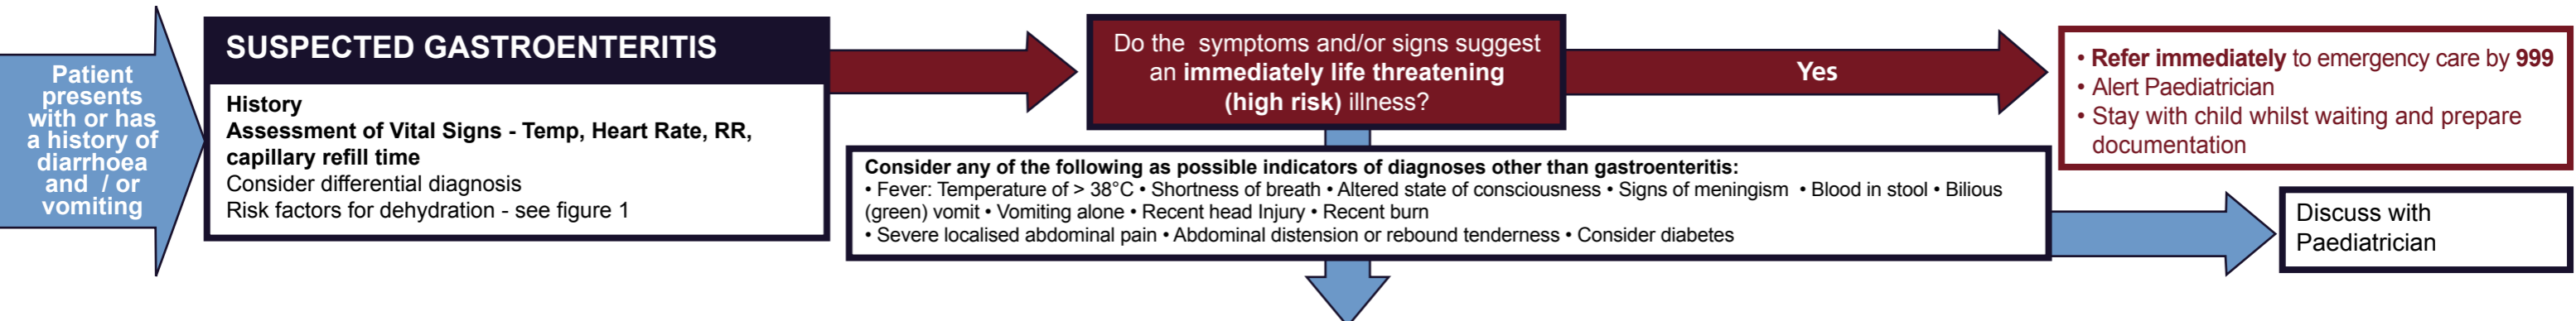 Patient
presents
with or has
a history of
diarrhoea
and / or
vomiting
SUSPECTED GASTROENTERITIS
History
Assessment of Vital Signs - Temp, Heart Rate, RR,
capillary refill time
Consider differential diagnosis
Risk factors for dehydration - see figure 1
Do the symptoms and/or signs suggest
an immediately life threatening
(high risk) illness?
Yes
• Refer immediately to emergency care by 999
• Alert Paediatrician
• Stay with child whilst waiting and prepare
documentation
Consider any of the following as possible indicators of diagnoses other than gastroenteritis:
• Fever: Temperature of > 38°C • Shortness of breath • Altered state of consciousness • Signs of meningism • Blood in stool • Bilious
(green) vomit • Vomiting alone • Recent head Injury • Recent burn
• Severe localised abdominal pain • Abdominal distension or rebound tenderness • Consider diabetes
Discuss with
Paediatrician